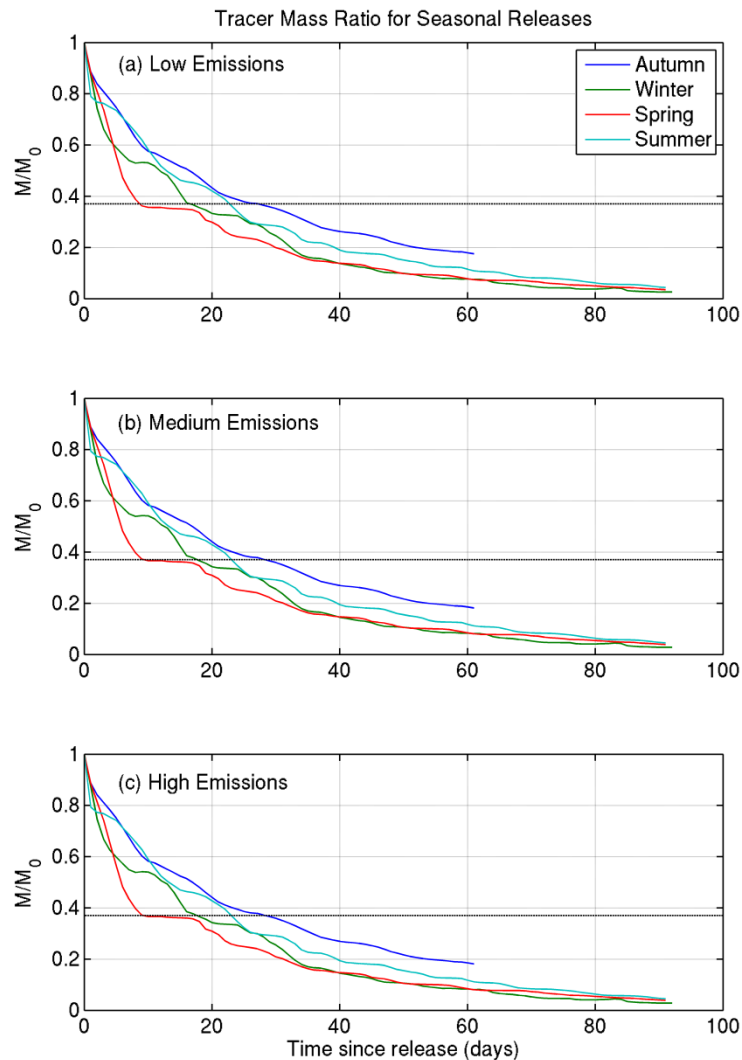 Tracer Mass Ratio for Seasonal Releases
(a) Low Emissions
Autumn
Winter
Spring
Summer
M/M₀
1
0.8
0.6
0.4
0.2
0
0 20 40 60 80 100
(b) Medium Emissions
M/M₀
1
0.8
0.6
0.4
0.2
0
0 20 40 60 80 100
(c) High Emissions
M/M₀
1
0.8
0.6
0.4
0.2
0
0 20 40 60 80 100
Time since release (days)